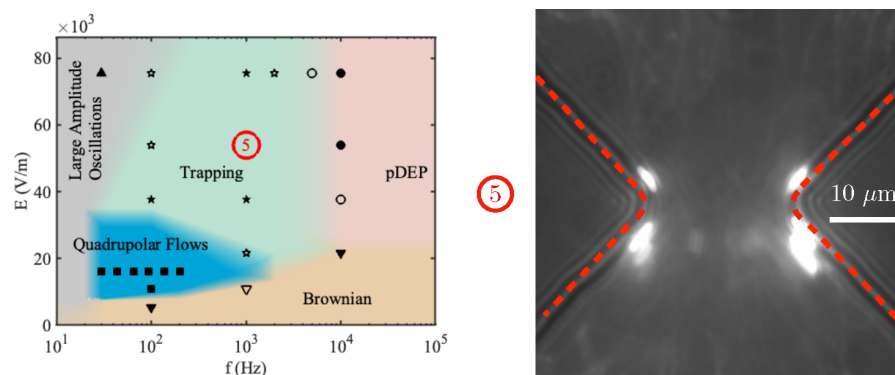 ×10³
80
60
40
20
0
E (V/m)
Large Amplitude
Oscillations
5
Trapping
pDEP
Quadrupolar Flows
Brownian
10¹
10²
10³
10⁴
10⁵
f (Hz)
5
10 μm